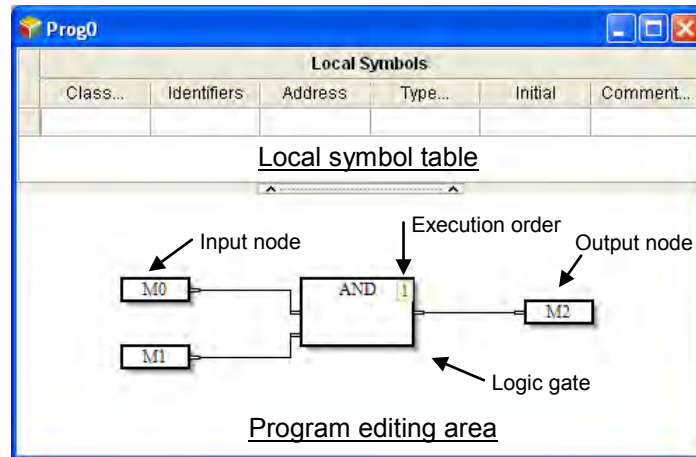 Prog0
Local Symbols
Class... Identifiers Address Type... Initial Comment...
Local symbol table
Execution order
Input node
Output node
M0
AND 1
M2
M1
Logic gate
Program editing area